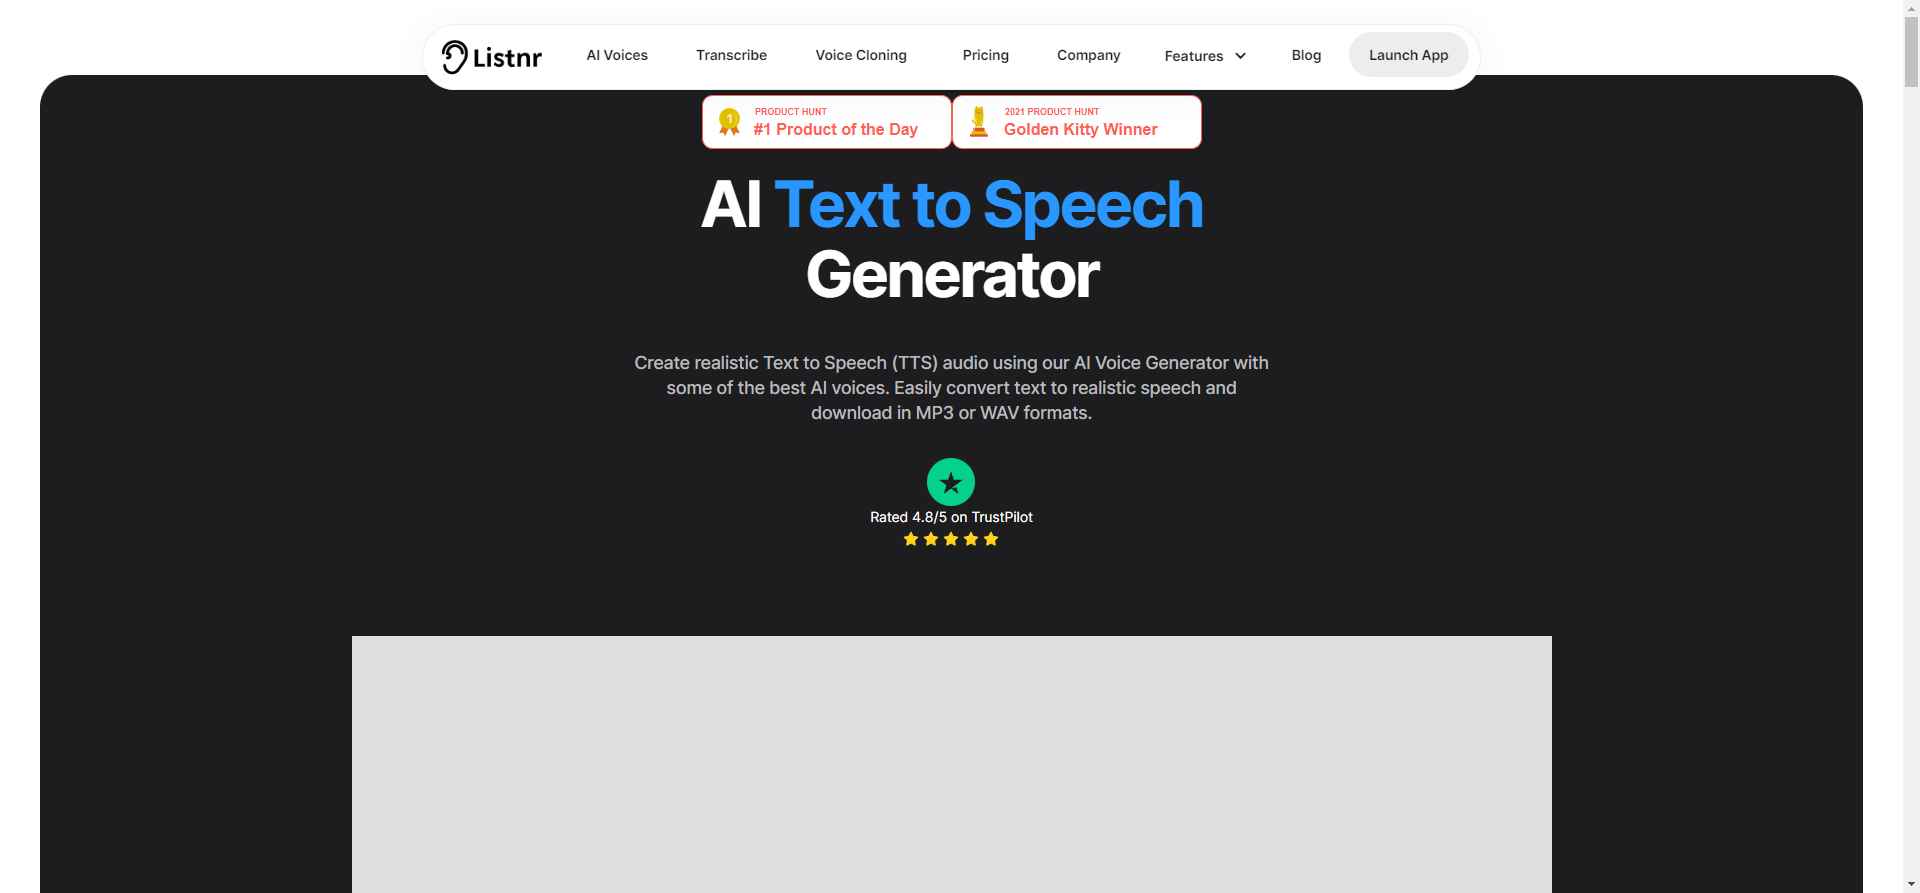 Listnr
AI Voices
Transcribe
Voice Cloning
Pricing
Company
Features
Blog
Launch App
1
PRODUCT HUNT
#1 Product of the Day
2021 PRODUCT HUNT
Golden Kitty Winner
AI Text to Speech
Generator
Create realistic Text to Speech (TTS) audio using our AI Voice Generator with
some of the best AI voices. Easily convert text to realistic speech and
download in MP3 or WAV formats.
Rated 4.8/5 on TrustPilot